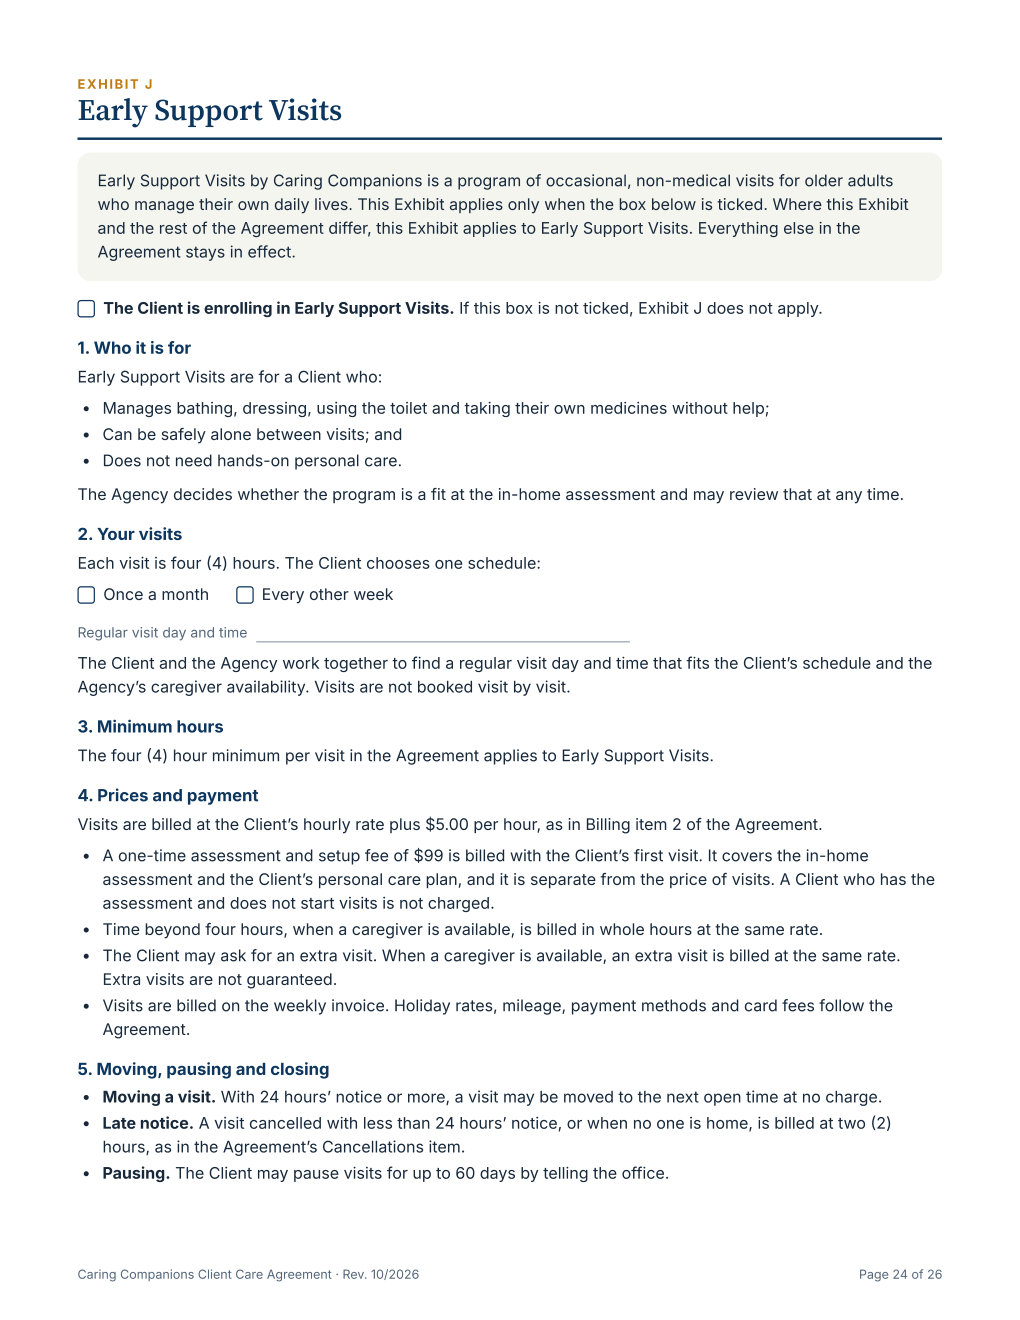 EXHIBIT J
Early Support Visits
Early Support Visits by Caring Companions is a program of occasional, non-medical visits for older adults
who manage their own daily lives. This Exhibit applies only when the box below is ticked. Where this Exhibit
and the rest of the Agreement differ, this Exhibit applies to Early Support Visits. Everything else in the
Agreement stays in effect.
The Client is enrolling in Early Support Visits. If this box is not ticked, Exhibit J does not apply.
1. Who it is for
Early Support Visits are for a Client who:
• Manages bathing, dressing, using the toilet and taking their own medicines without help;
• Can be safely alone between visits; and
• Does not need hands-on personal care.
The Agency decides whether the program is a fit at the in-home assessment and may review that at any time.
2. Your visits
Each visit is four (4) hours. The Client chooses one schedule:
Once a month Every other week
Regular visit day and time
The Client and the Agency work together to find a regular visit day and time that fits the Client’s schedule and the
Agency’s caregiver availability. Visits are not booked visit by visit.
3. Minimum hours
The four (4) hour minimum per visit in the Agreement applies to Early Support Visits.
4. Prices and payment
Visits are billed at the Client’s hourly rate plus $5.00 per hour, as in Billing item 2 of the Agreement.
• A one-time assessment and setup fee of $99 is billed with the Client’s first visit. It covers the in-home
assessment and the Client’s personal care plan, and it is separate from the price of visits. A Client who has the
assessment and does not start visits is not charged.
• Time beyond four hours, when a caregiver is available, is billed in whole hours at the same rate.
• The Client may ask for an extra visit. When a caregiver is available, an extra visit is billed at the same rate.
Extra visits are not guaranteed.
• Visits are billed on the weekly invoice. Holiday rates, mileage, payment methods and card fees follow the
Agreement.
5. Moving, pausing and closing
• Moving a visit. With 24 hours’ notice or more, a visit may be moved to the next open time at no charge.
• Late notice. A visit cancelled with less than 24 hours’ notice, or when no one is home, is billed at two (2)
hours, as in the Agreement’s Cancellations item.
• Pausing. The Client may pause visits for up to 60 days by telling the office.
Caring Companions Client Care Agreement · Rev. 10/2026
Page 24 of 26